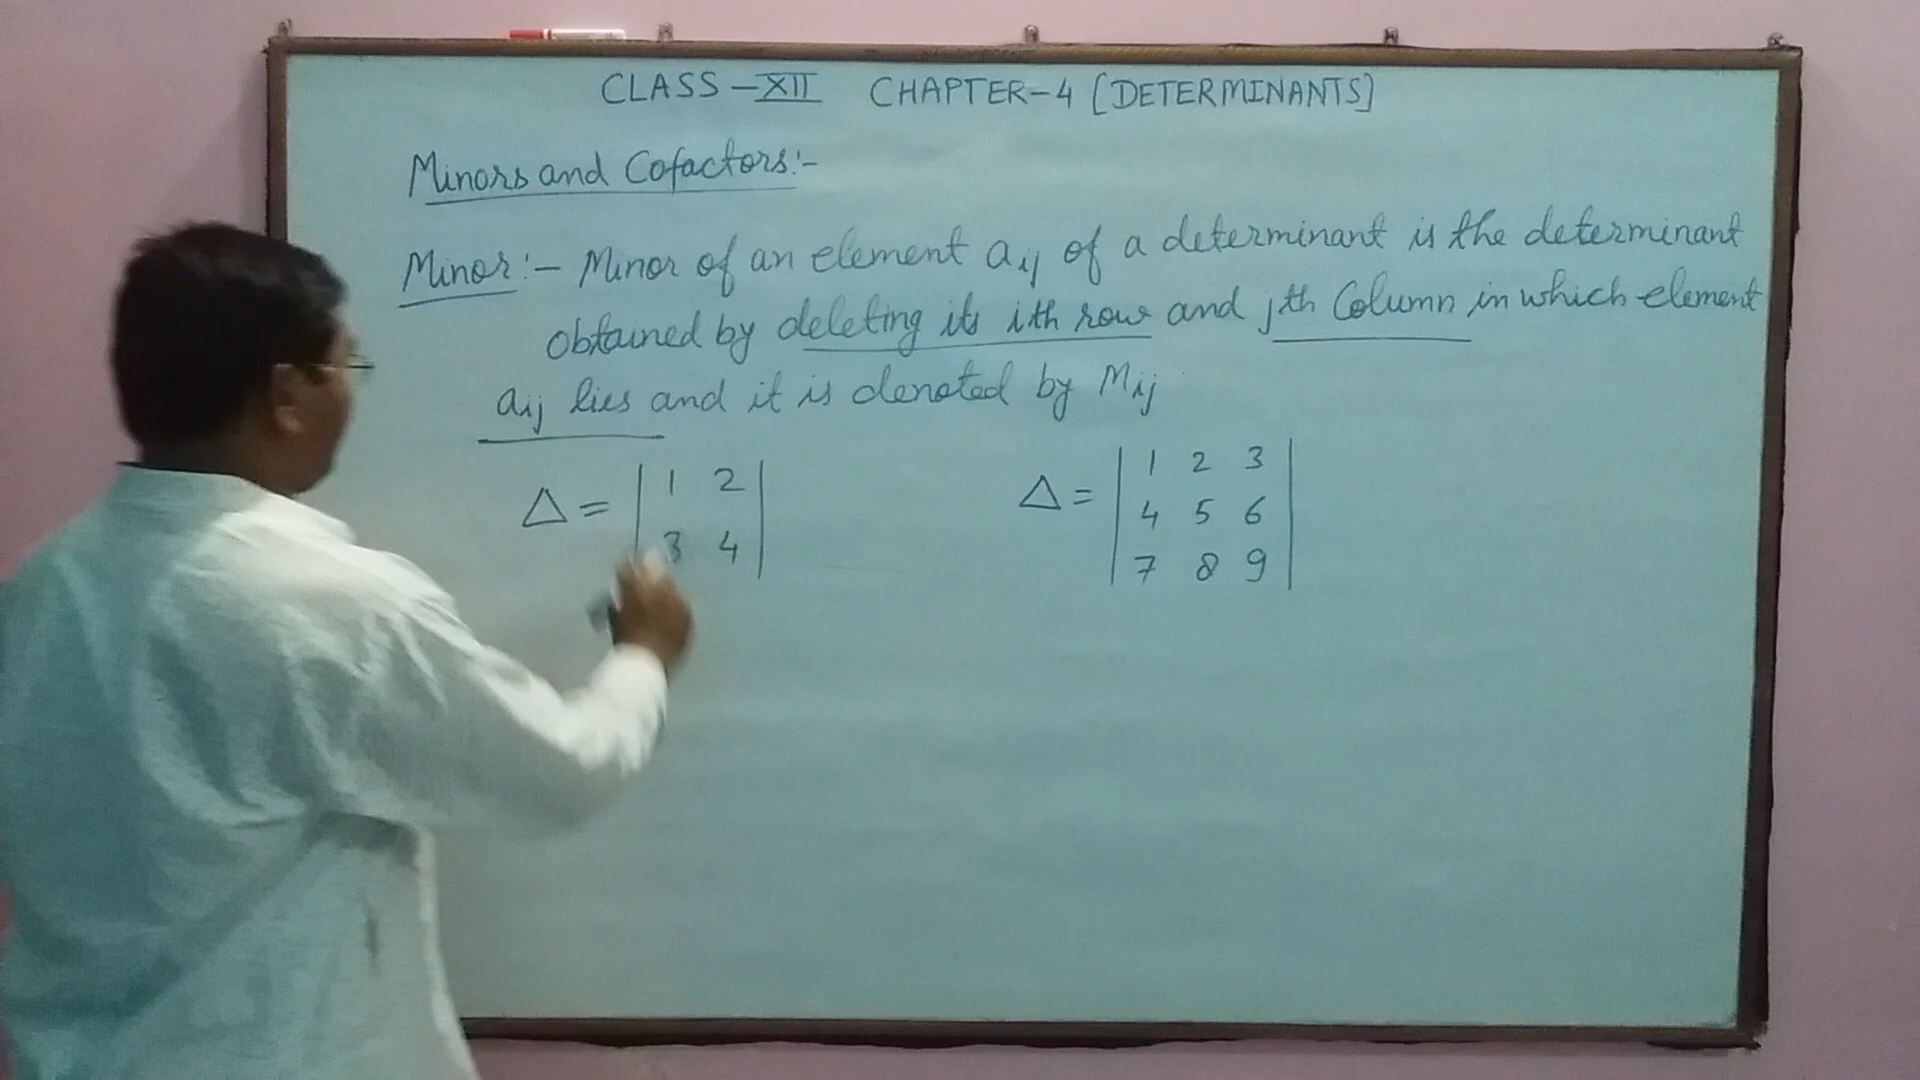 CLASS-XII CHAPTER-4 [DETERMINANTS]
Minors and Cofactors:-
Minor:- Minor of an element aij of a determinant is the determinant
obtained by deleting its ith row and jth Column in which element
aij lies and it is denoted by Mij
Δ = | 1 2 | Δ = | 1 2 3 |
| 3 4 | | 4 5 6 |
| 7 8 9 |